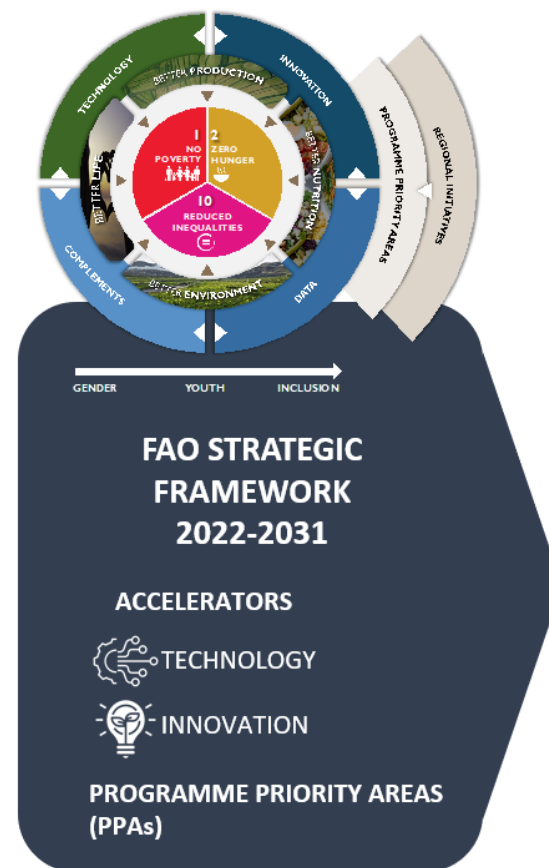 TECHNOLOGY
INNOVATION
BETTER PRODUCTION
BETTER LIFE
BETTER NUTRITION
1
NO
POVERTY
2
ZERO
HUNGER
10
REDUCED
INEQUALITIES
BETTER ENVIRONMENT
COMPLEMENTS
DATA
PROGRAMME PRIORITY AREAS
REGIONAL INITIATIVES
GENDER YOUTH INCLUSION
FAO STRATEGIC
FRAMEWORK
2022-2031
ACCELERATORS
TECHNOLOGY
INNOVATION
PROGRAMME PRIORITY AREAS
(PPAs)